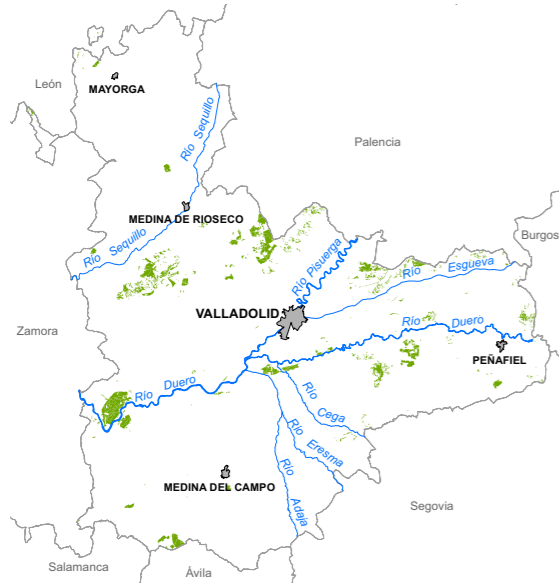 León
MAYORGA
Río Sequillo
Palencia
MEDINA DE RIOSECO
Río Sequillo
Burgos
Río Pisuerga
Río Esgueva
VALLADOLID
Zamora
Río Duero
PEÑAFIEL
Río Duero
Río Cega
Río Eresma
MEDINA DEL CAMPO
Río Adaja
Segovia
Salamanca
Ávila